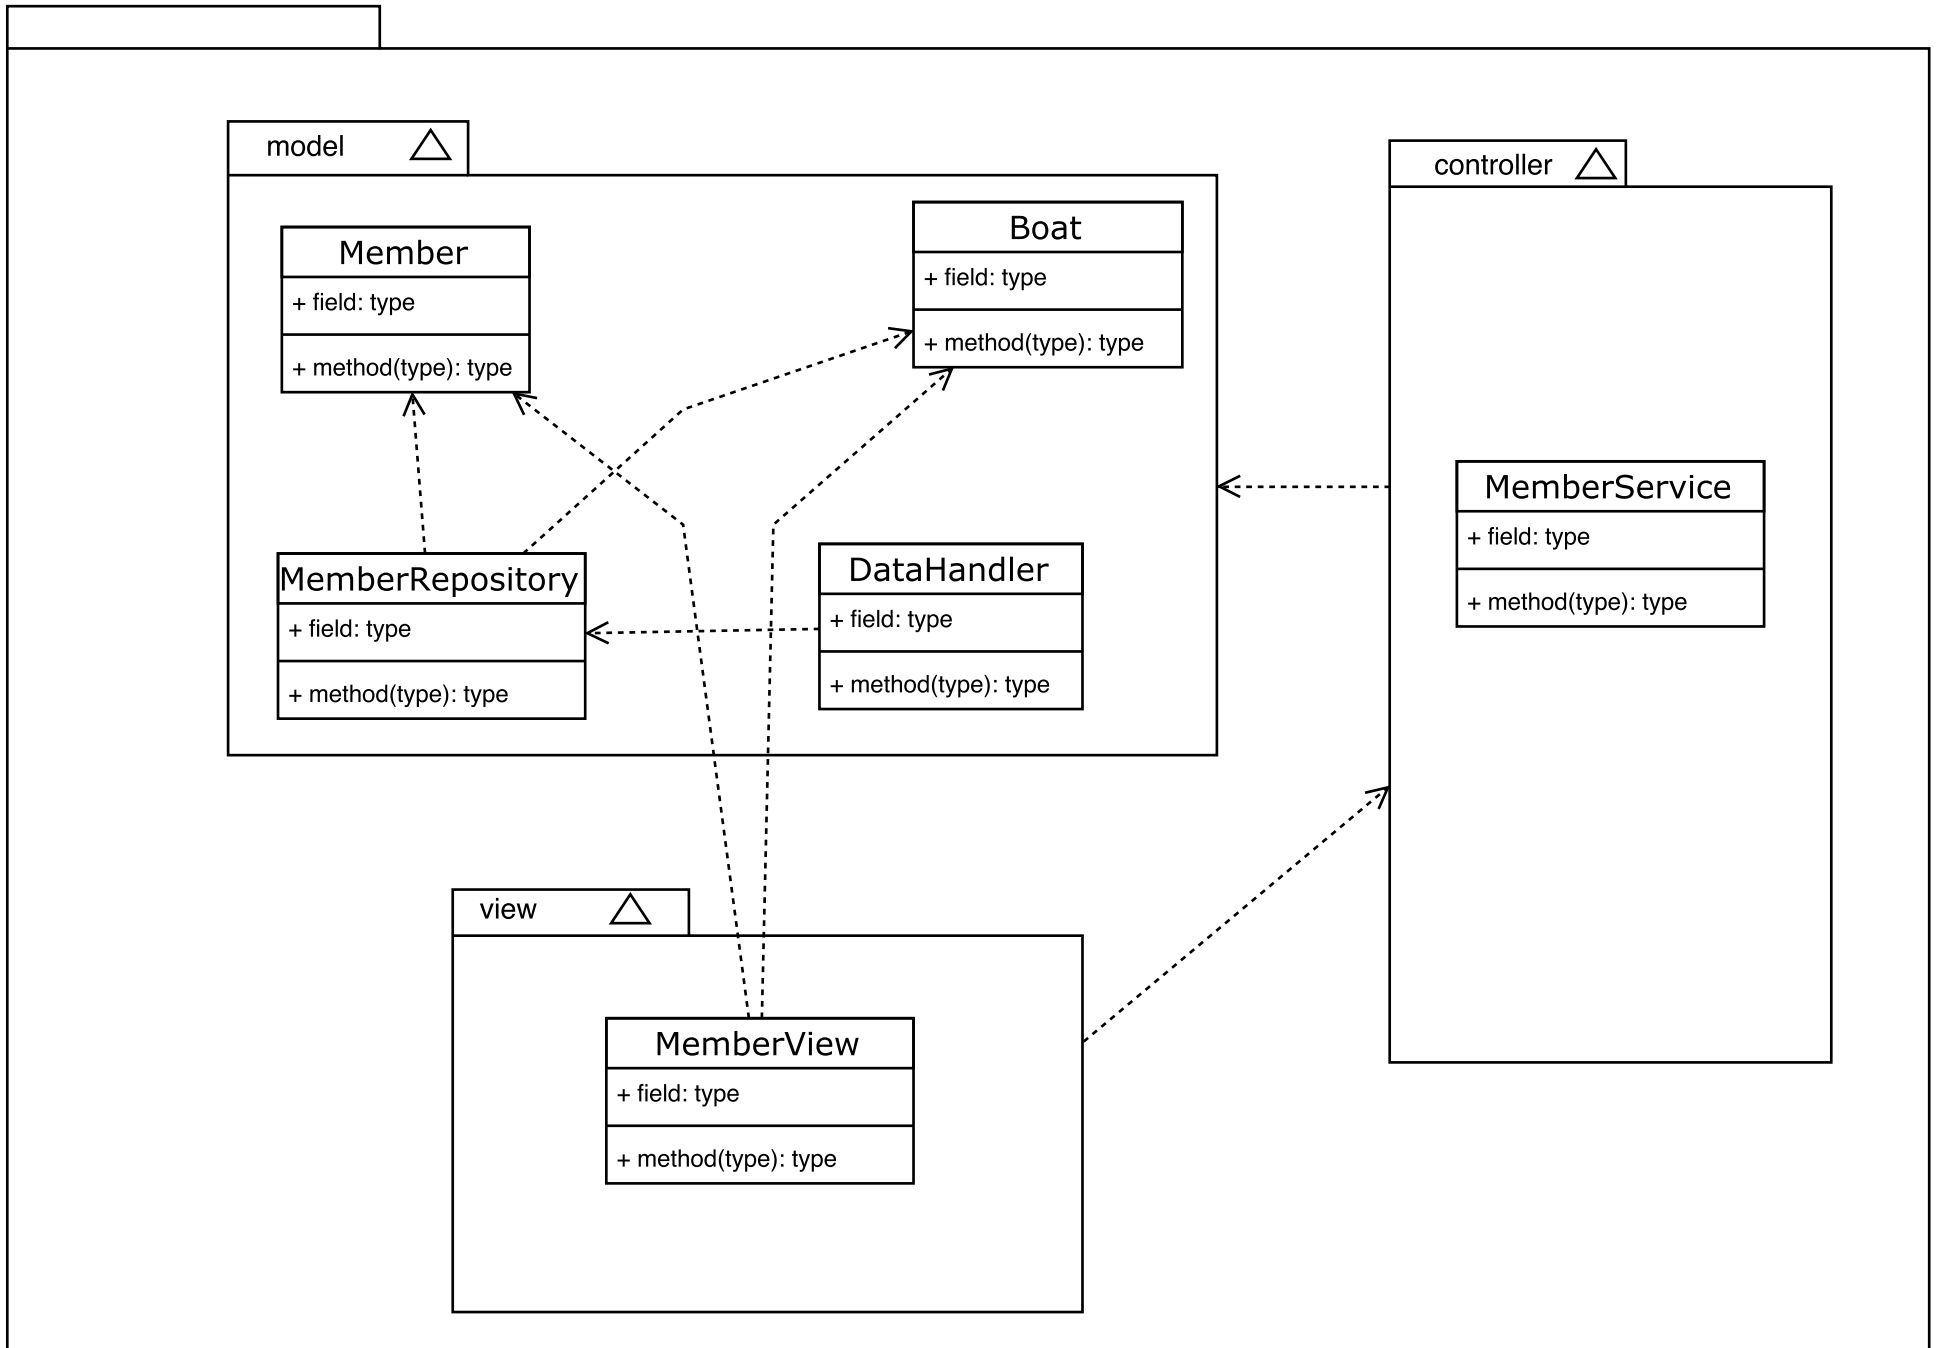 model
controller
Member
+ field: type
+ method(type): type
Boat
+ field: type
+ method(type): type
MemberRepository
+ field: type
+ method(type): type
DataHandler
+ field: type
+ method(type): type
MemberService
+ field: type
+ method(type): type
view
MemberView
+ field: type
+ method(type): type